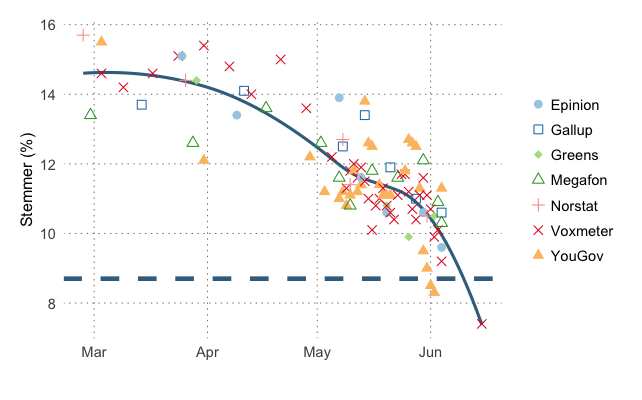 16
14
12
10
8
Stemmer (%)
Mar
Apr
May
Jun
Epinion
Gallup
Greens
Megafon
Norstat
Voxmeter
YouGov